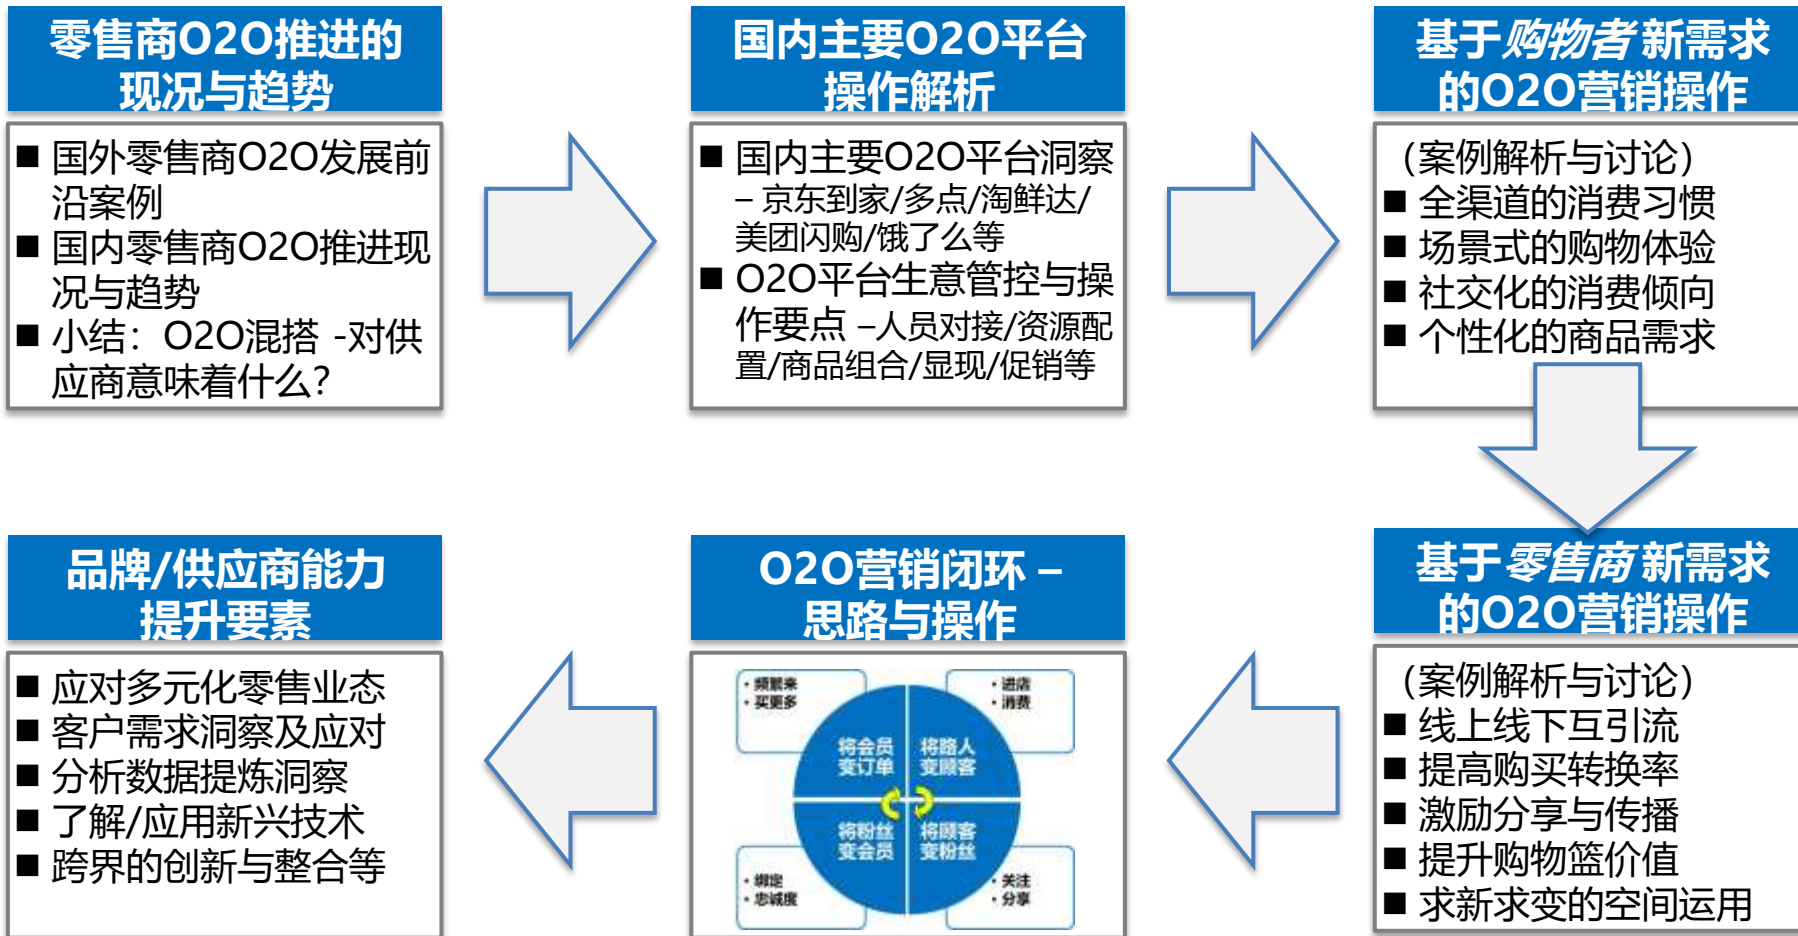 零售商O2O推进的
现况与趋势
■ 国外零售商O2O发展前
沿案例
■ 国内零售商O2O推进现
况与趋势
■ 小结：O2O混搭 -对供
应商意味着什么？
国内主要O2O平台
操作解析
■ 国内主要O2O平台洞察
– 京东到家/多点/淘鲜达/
美团闪购/饿了么等
■ O2O平台生意管控与操
作要点 –人员对接/资源配
置/商品组合/显现/促销等
基于购物者 新需求
的O2O营销操作
（案例解析与讨论）
■ 全渠道的消费习惯
■ 场景式的购物体验
■ 社交化的消费倾向
■ 个性化的商品需求
基于零售商 新需求
的O2O营销操作
（案例解析与讨论）
■ 线上线下互引流
■ 提高购买转换率
■ 激励分享与传播
■ 提升购物篮价值
■ 求新求变的空间运用
O2O营销闭环 –
思路与操作
· 频繁来
· 买更多
· 进店
· 消费
将会员
变订单
将路人
变顾客
将粉丝
变会员
将顾客
变粉丝
· 绑定
· 忠诚度
· 关注
· 分享
品牌/供应商能力
提升要素
■ 应对多元化零售业态
■ 客户需求洞察及应对
■ 分析数据提炼洞察
■ 了解/应用新兴技术
■ 跨界的创新与整合等